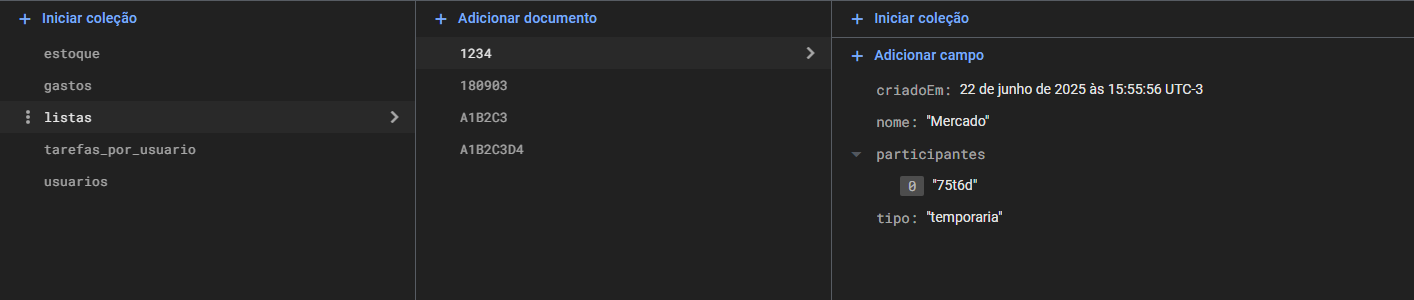 Iniciar coleção
estoque
gastos
listas
tarefas_por_usuario
usuarios
Adicionar documento
1234
180903
A1B2C3
A1B2C3D4
Iniciar coleção
Adicionar campo
criadoEm: 22 de junho de 2025 às 15:55:56 UTC-3
nome: "Mercado"
participantes
0 "75t6d"
tipo: "temporaria"